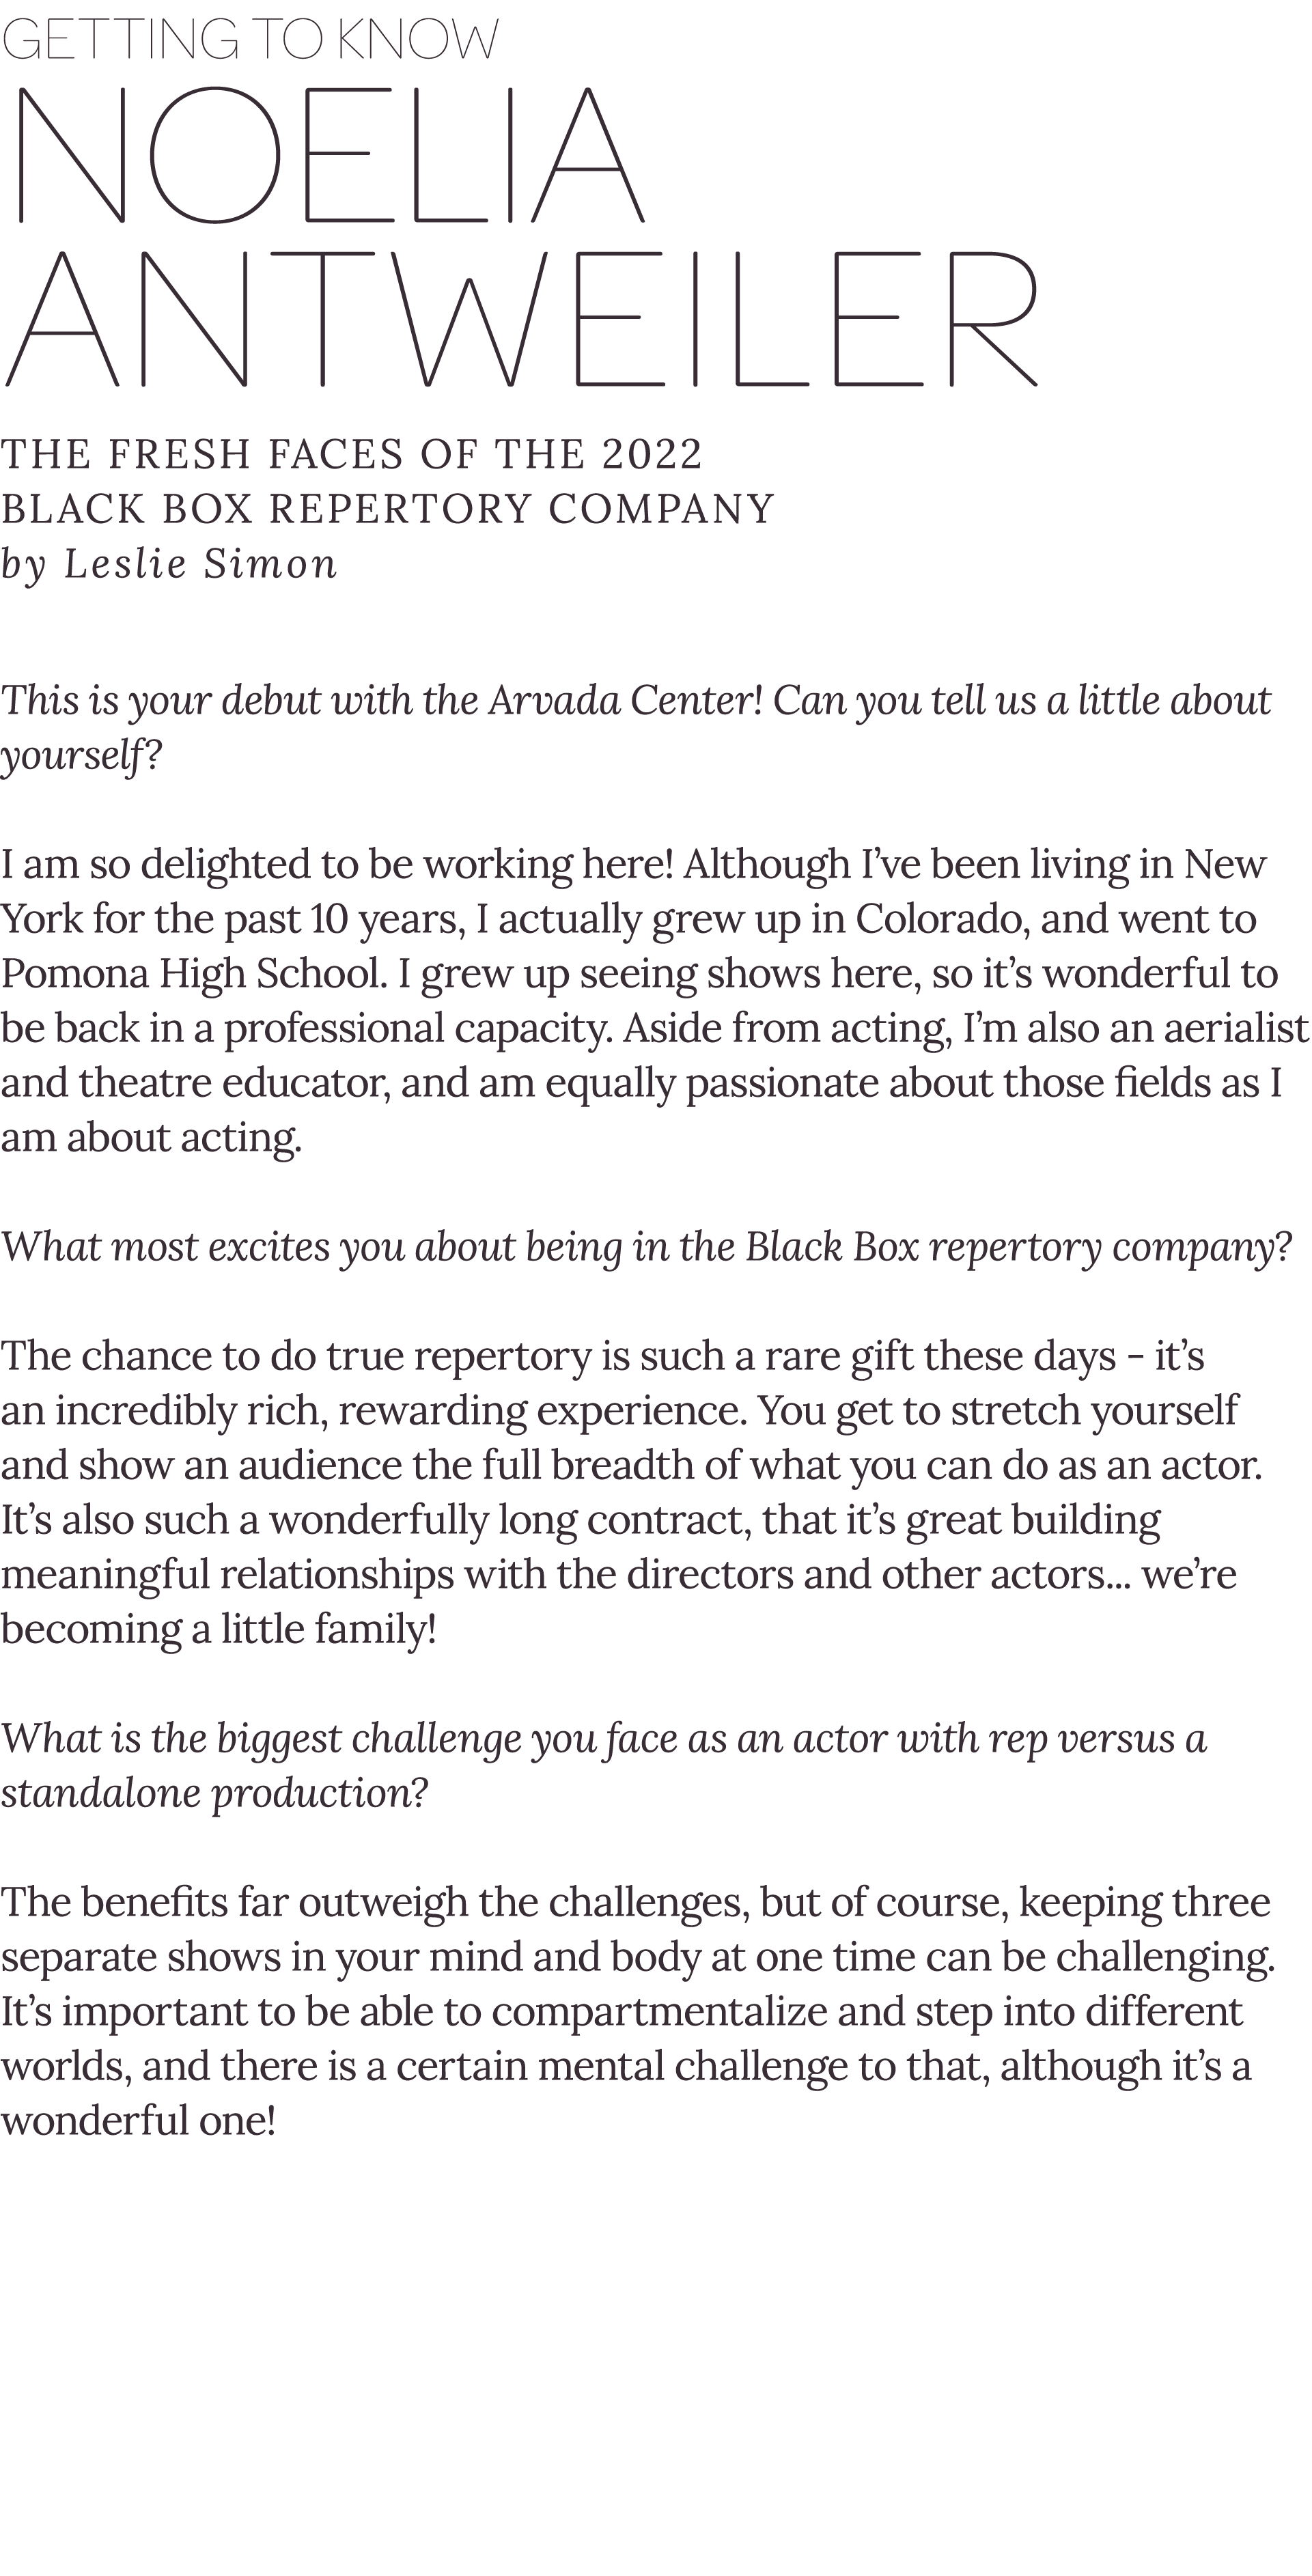 GETTING TO KNOW
NOELIA
ANTWEILER
THE FRESH FACES OF THE 2022
BLACK BOX REPERTORY COMPANY
by Leslie Simon
This is your debut with the Arvada Center! Can you tell us a little about
yourself?
I am so delighted to be working here! Although I’ve been living in New
York for the past 10 years, I actually grew up in Colorado, and went to
Pomona High School. I grew up seeing shows here, so it’s wonderful to
be back in a professional capacity. Aside from acting, I’m also an aerialist
and theatre educator, and am equally passionate about those fields as I
am about acting.
What most excites you about being in the Black Box repertory company?
The chance to do true repertory is such a rare gift these days - it’s
an incredibly rich, rewarding experience. You get to stretch yourself
and show an audience the full breadth of what you can do as an actor.
It’s also such a wonderfully long contract, that it’s great building
meaningful relationships with the directors and other actors... we’re
becoming a little family!
What is the biggest challenge you face as an actor with rep versus a
standalone production?
The benefits far outweigh the challenges, but of course, keeping three
separate shows in your mind and body at one time can be challenging.
It’s important to be able to compartmentalize and step into different
worlds, and there is a certain mental challenge to that, although it’s a
wonderful one!